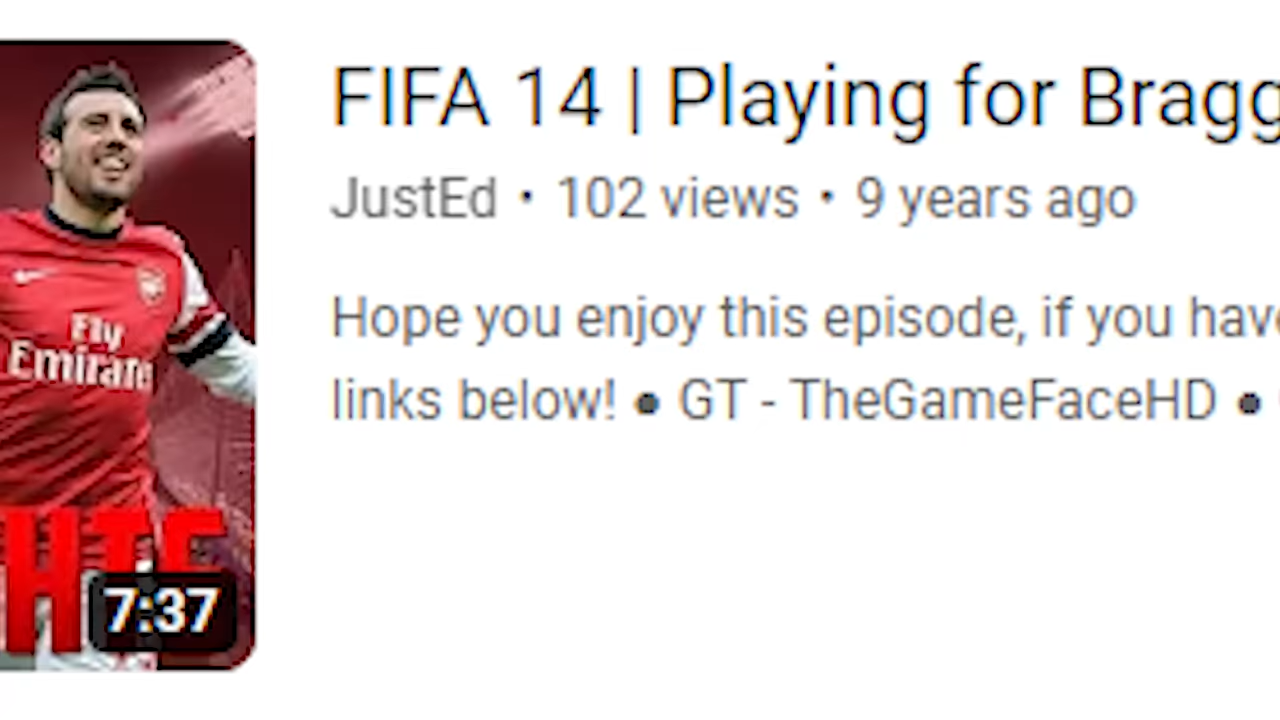 FIFA 14 | Playing for Bragg
JustEd • 102 views • 9 years ago
Hope you enjoy this episode, if you have
links below! ● GT - TheGameFaceHD ●
Fly
Emirates
HTS
7:37